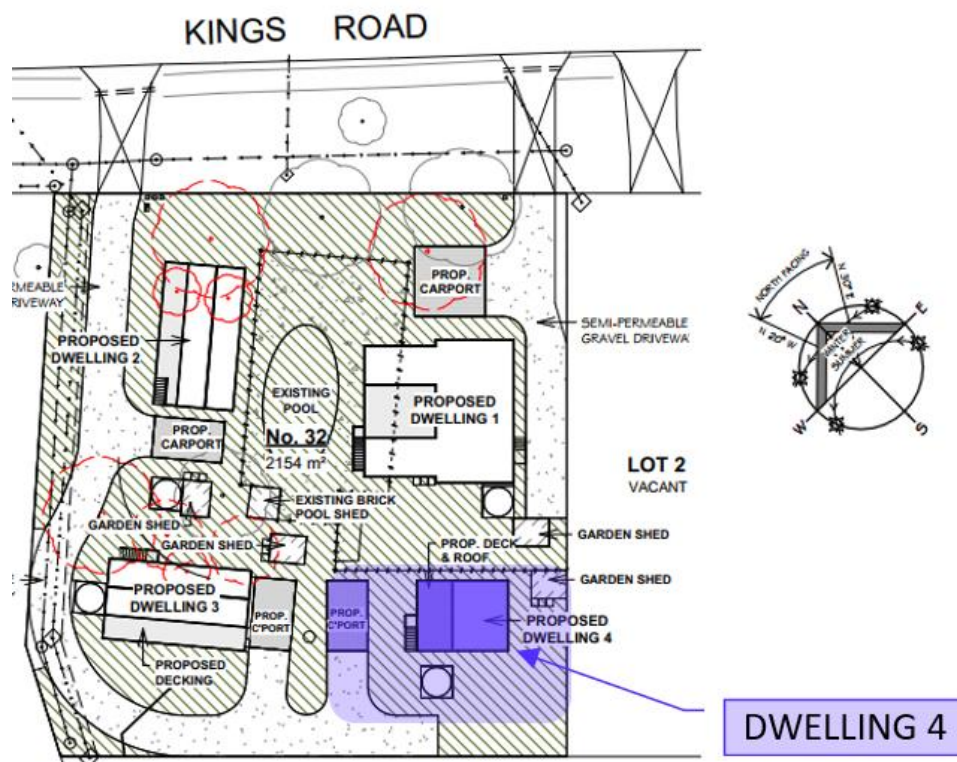 KINGS ROAD
PROP.
CARPORT
RMEABLE
DRIVEWAY
SEMI-PERMEABLE
GRAVEL DRIVEWA
PROPOSED
DWELLING 2
EXISTING
POOL
PROPOSED
DWELLING 1
PROP.
CARPORT
No. 32
2154 m²
LOT 2
VACANT
EXISTING BRICK
POOL SHED
GARDEN SHED
GARDEN SHED
PROP. DECK
& ROOF
GARDEN SHED
GARDEN SHED
PROPOSED
DWELLING 3
PROP.
C'PORT
PROP.
C'PORT
PROPOSED
DWELLING 4
PROPOSED
DECKING
NORTH FACING
N 30° E
N 20° W
N
E
WINTER
SUMMER
W
S
DWELLING 4